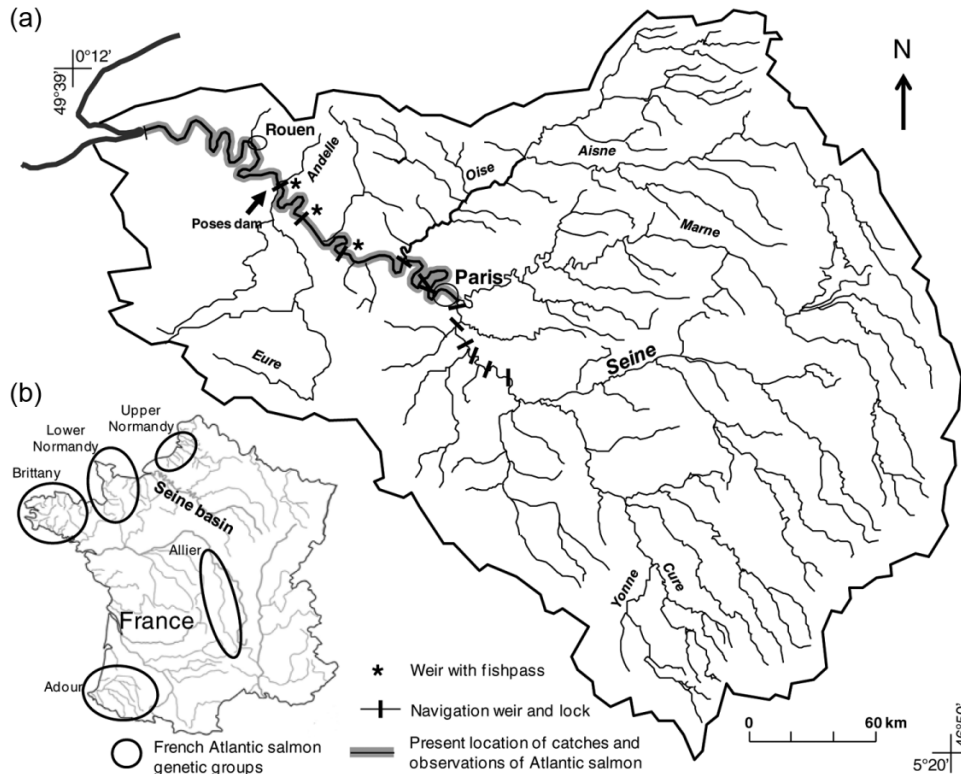 (a)
0°12'
49°39'
N
Rouen
Andelle
Oise
Aisne
Marne
Poses dam
Paris
Eure
Seine
Yonne
Cure
(b)
Upper
Normandy
Lower
Normandy
Brittany
Seine basin
Allier
France
Adour
French Atlantic salmon
genetic groups
* Weir with fishpass
Navigation weir and lock
Present location of catches and
observations of Atlantic salmon
0 60 km
46°50'
5°20'